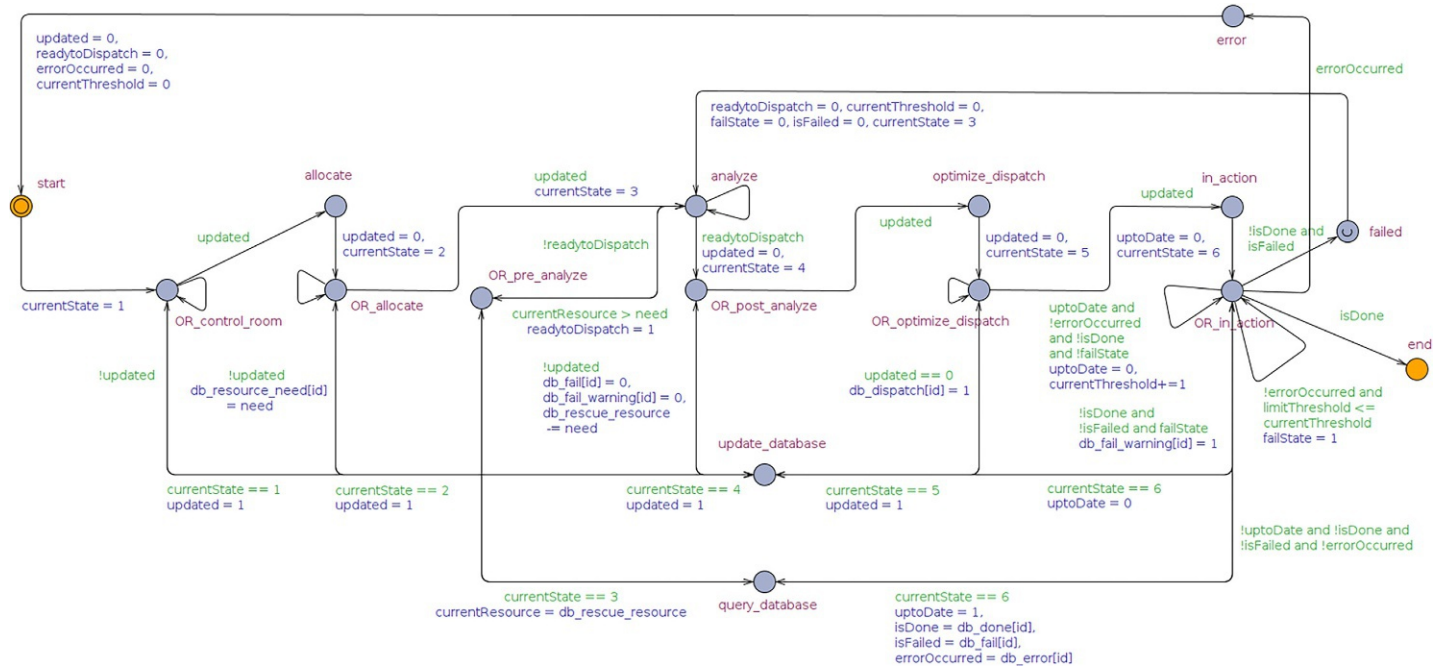 error
updated = 0,
readytoDispatch = 0,
errorOccurred = 0,
currentThreshold = 0
errorOccurred
readytoDispatch = 0, currentThreshold = 0,
failState = 0, isFailed = 0, currentState = 3
start
allocate
updated
currentState = 3
analyze
optimize_dispatch
in_action
updated
updated
!readytoDispatch
updated = 0,
currentState = 2
readytoDispatch
updated = 0,
currentState = 4
updated
updated = 0,
currentState = 5
uptoDate = 0,
currentState = 6
!isDone and
isFailed
failed
OR_pre_analyze
currentState = 1
OR_control_room
OR_allocate
currentResource > need
readytoDispatch = 1
OR_post_analyze
OR_optimize_dispatch
OR_in_action
isDone
end
!updated
!updated
db_resource_need[id]
= need
!updated
db_fail[id] = 0,
db_fail_warning[id] = 0,
db_rescue_resource
-= need
updated == 0
db_dispatch[id] = 1
uptoDate and
!errorOccurred
and !isDone
and !failState
uptoDate = 0,
currentThreshold+=1
!isDone and
!isFailed and failState
db_fail_warning[id] = 1
!errorOccurred and
limitThreshold <=
currentThreshold
failState = 1
update_database
currentState == 1
updated = 1
currentState == 2
updated = 1
currentState == 4
updated = 1
currentState == 5
updated = 1
currentState == 6
uptoDate = 0
!uptoDate and !isDone and
!isFailed and !errorOccurred
query_database
currentState == 3
currentResource = db_rescue_resource
currentState == 6
uptoDate = 1,
isDone = db_done[id],
isFailed = db_fail[id],
errorOccurred = db_error[id]